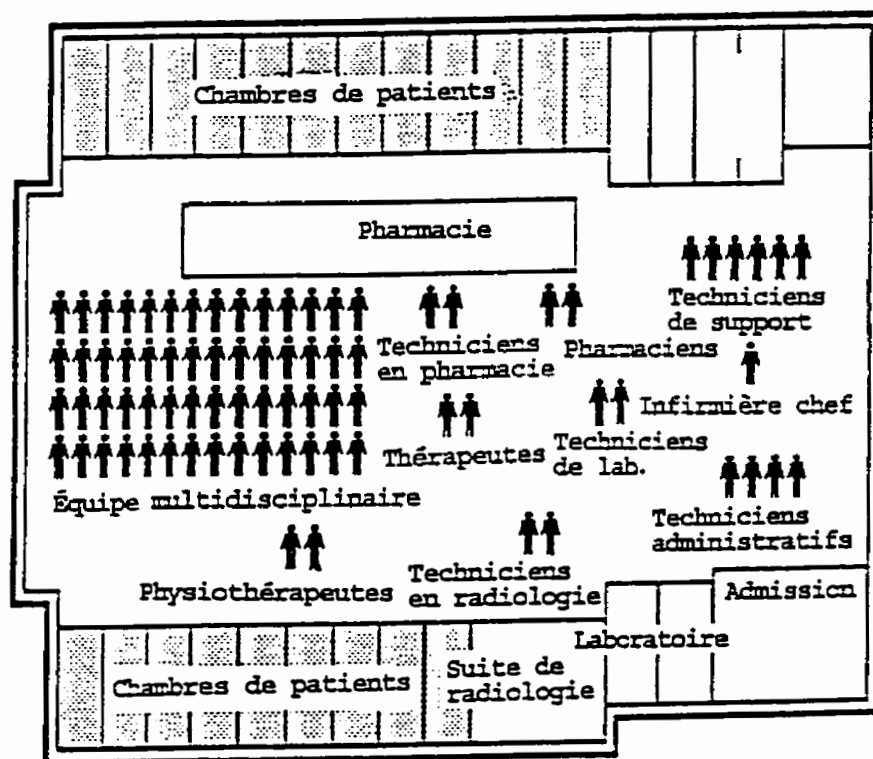 Chambres de patients
Pharmacie
Techniciens
de support
Techniciens
en pharmacie
Pharmaciens
Infirmière chef
Thérapeutes
Techniciens
de lab.
Équipe multidisciplinaire
Techniciens
administratifs
Physiothérapeutes
Techniciens
en radiologie
Admission
Laboratoire
Chambres de patients
Suite de
radiologie